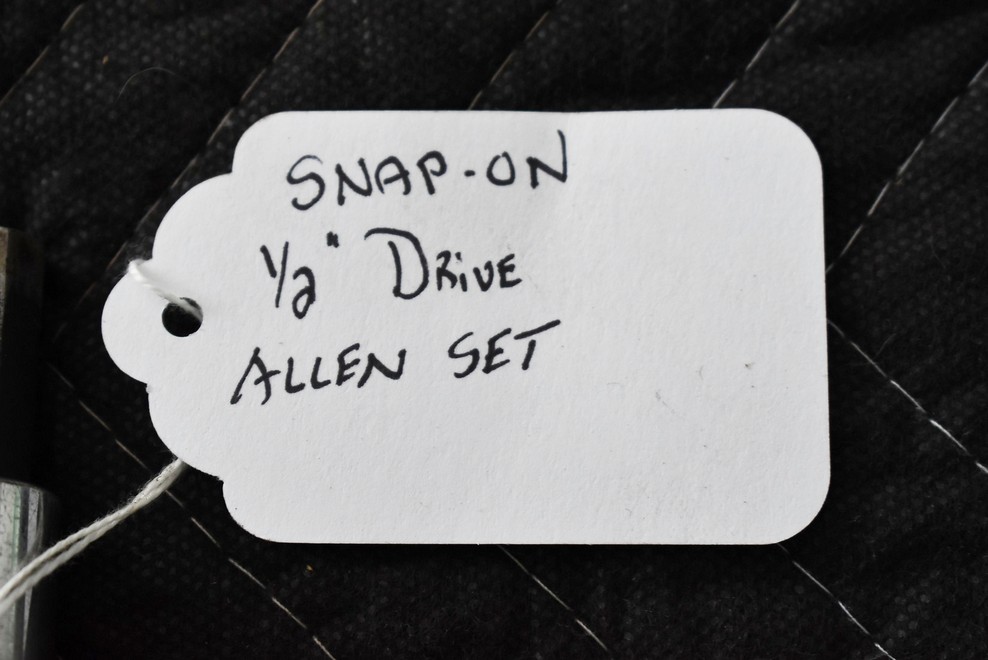 SNAP-ON
1/2" DRiVE
ALLEN SET